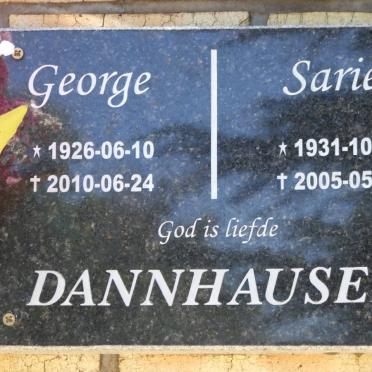 George
Sarie
* 1926-06-10
* 1931-10
† 2010-06-24
† 2005-05
God is liefde
DANNHAUSE